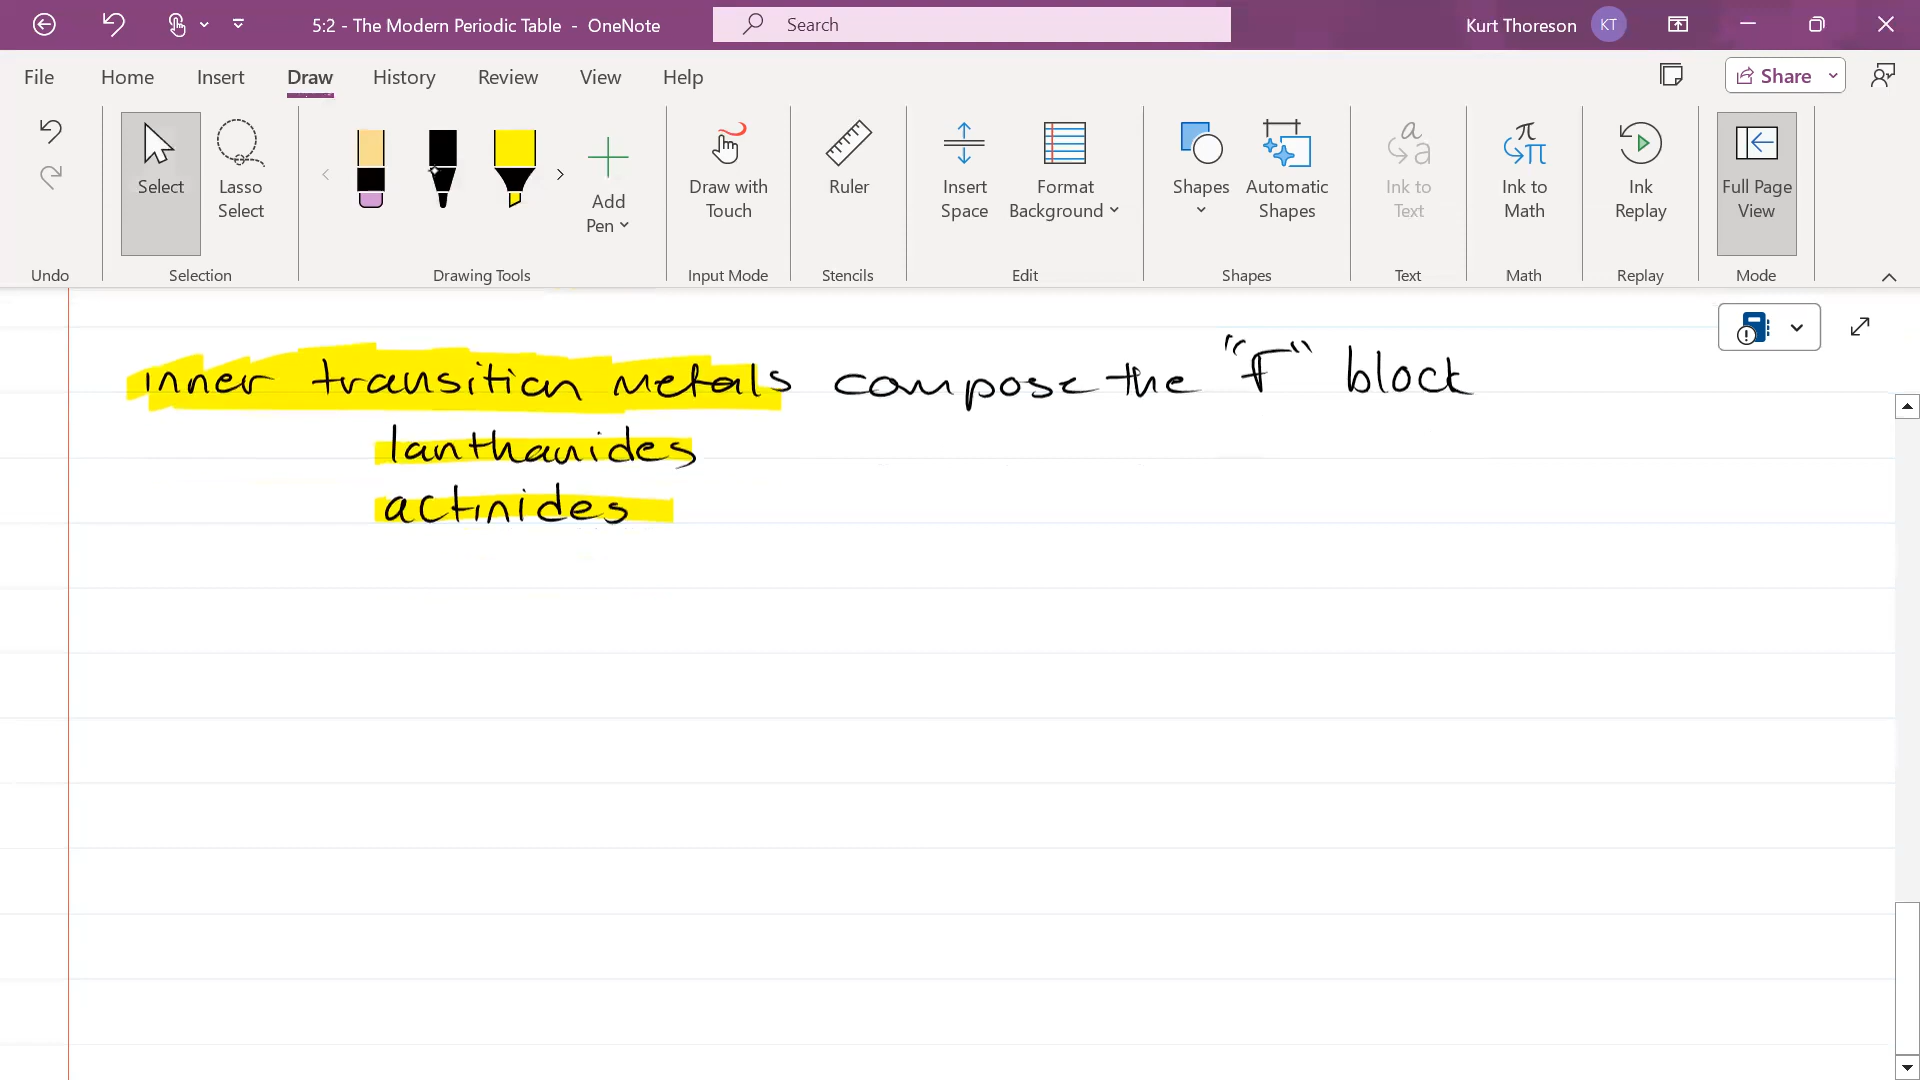 5:2 - The Modern Periodic Table - OneNote
Search
Kurt Thoreson
KT
File Home Insert Draw History Review View Help
Share
Select
Lasso Select
Add Pen
Draw with Touch
Ruler
Insert Space
Format Background
Shapes
Automatic Shapes
Ink to Text
Ink to Math
Ink Replay
Full Page View
Undo Selection Drawing Tools Input Mode Stencils Edit Shapes Text Math Replay Mode
inner transition metals compose the "F" block
lanthanides
actinides